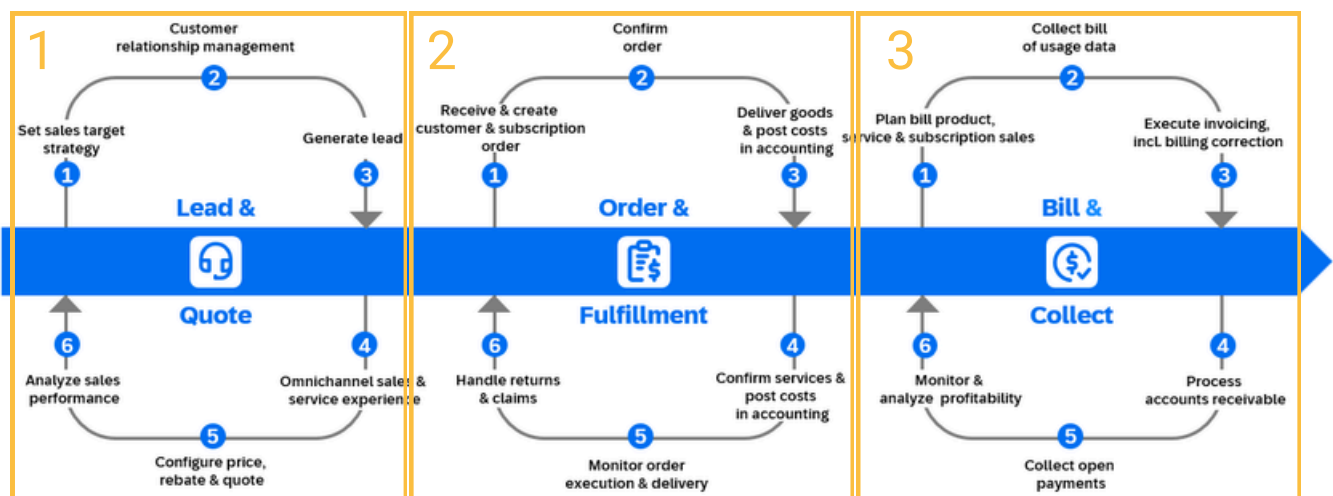 1
Customer
relationship management
2
Set sales target
strategy
1
Generate lead
3
Lead &
Quote
6
Analyze sales
performance
4
Omnichannel sales &
service experience
5
Configure price,
rebate & quote
2
Confirm
order
2
Receive & create
customer & subscription
order
1
Deliver goods
& post costs
in accounting
3
Order &
Fulfillment
6
Handle returns
& claims
4
Confirm services &
post costs
in accounting
5
Monitor order
execution & delivery
3
Collect bill
of usage data
2
Plan bill product,
service & subscription sales
1
Execute invoicing,
incl. billing correction
3
Bill &
Collect
6
Monitor &
analyze profitability
4
Process
accounts receivable
5
Collect open
payments